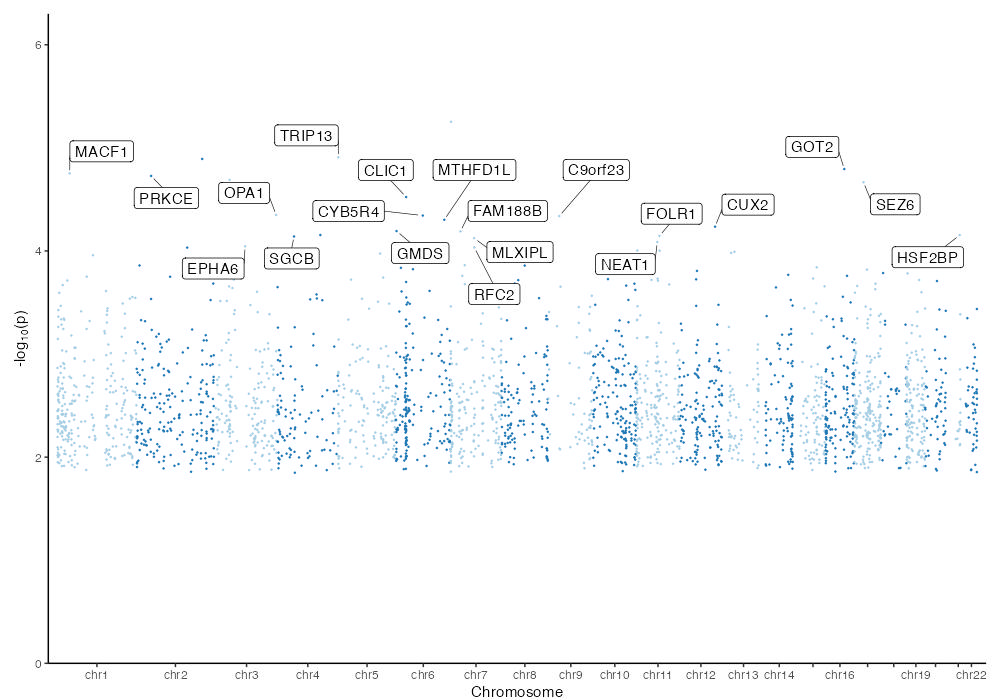 6
TRIP13
MACF1
GOT2
CLIC1
MTHFD1L
C9orf23
PRKCE
OPA1
CYB5R4
FAM188B
FOLR1
CUX2
SEZ6
4
EPHA6
SGCB
GMDS
MLXIPL
NEAT1
HSF2BP
RFC2
-log10(p)
2
0
chr1 chr2 chr3 chr4 chr5 chr6 chr7 chr8 chr9 chr10 chr11 chr12 chr13 chr14 chr16 chr19 chr22
Chromosome